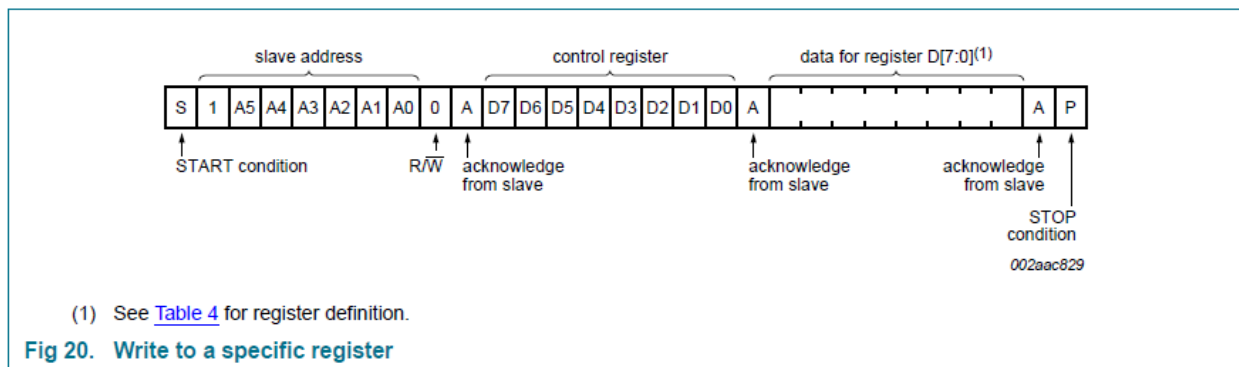 slave address control register data for register D[7:0](1)
S 1 A5 A4 A3 A2 A1 A0 0 A D7 D6 D5 D4 D3 D2 D1 D0 A A P
START condition R/W̅ acknowledge acknowledge acknowledge
from slave from slave from slave
STOP
condition
002aac829
(1) See Table 4 for register definition.
Fig 20. Write to a specific register